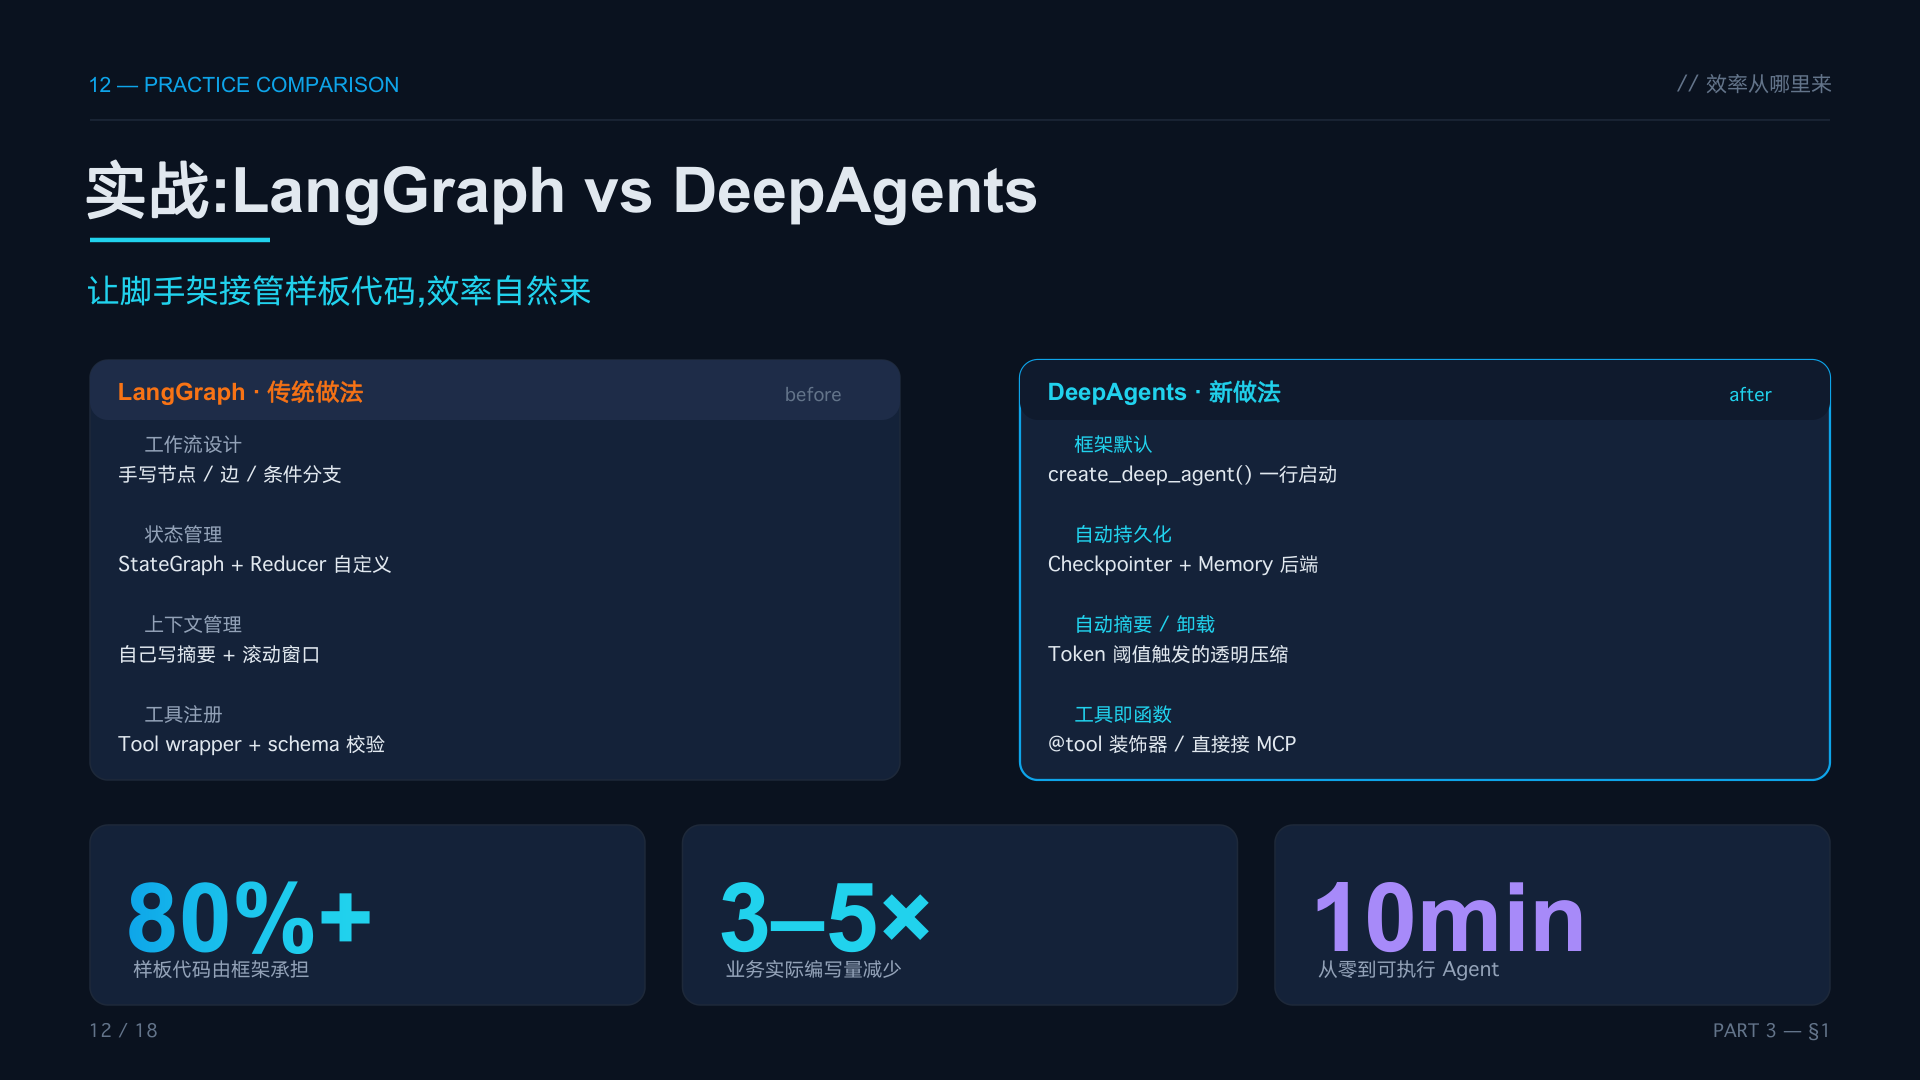 12 — PRACTICE COMPARISON
// 效率从哪里来
实战:LangGraph vs DeepAgents
让脚手架接管样板代码,效率自然来
LangGraph · 传统做法
before
工作流设计
手写节点 / 边 / 条件分支
状态管理
StateGraph + Reducer 自定义
上下文管理
自己写摘要 + 滚动窗口
工具注册
Tool wrapper + schema 校验
DeepAgents · 新做法
after
框架默认
create_deep_agent() 一行启动
自动持久化
Checkpointer + Memory 后端
自动摘要 / 卸载
Token 阈值触发的透明压缩
工具即函数
@tool 装饰器 / 直接接 MCP
80%+
样板代码由框架承担
3–5×
业务实际编写量减少
10min
从零到可执行 Agent
12 / 18
PART 3 — §1